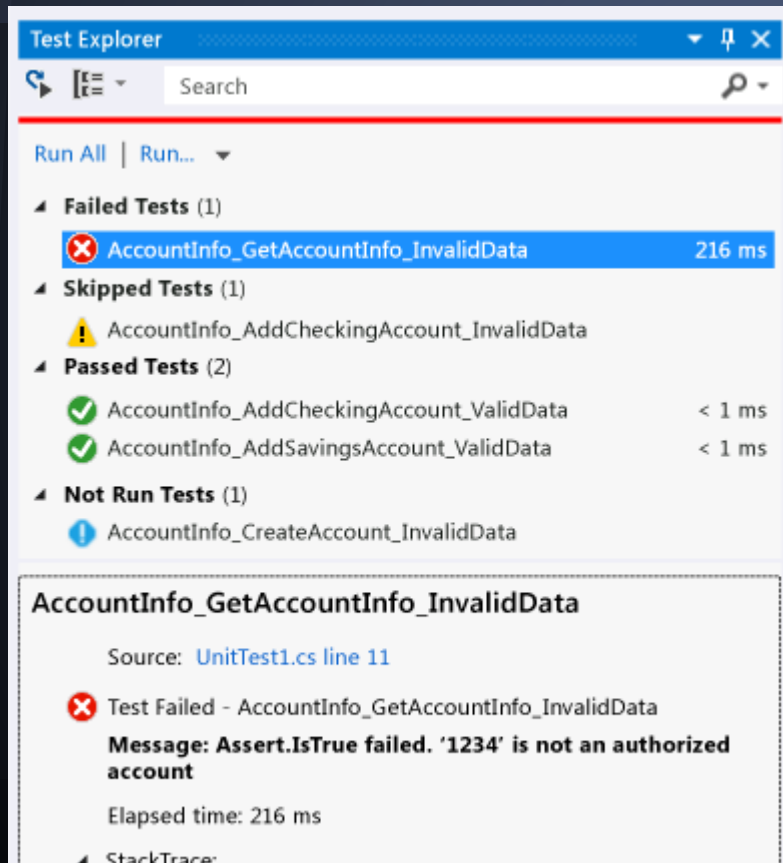 Test Explorer
Search
Run All | Run...
Failed Tests (1)
AccountInfo_GetAccountInfo_InvalidData 216 ms
Skipped Tests (1)
AccountInfo_AddCheckingAccount_InvalidData
Passed Tests (2)
AccountInfo_AddCheckingAccount_ValidData < 1 ms
AccountInfo_AddSavingsAccount_ValidData < 1 ms
Not Run Tests (1)
AccountInfo_CreateAccount_InvalidData
AccountInfo_GetAccountInfo_InvalidData
Source: UnitTest1.cs line 11
Test Failed - AccountInfo_GetAccountInfo_InvalidData
Message: Assert.IsTrue failed. '1234' is not an authorized
account
Elapsed time: 216 ms
StackTrace: